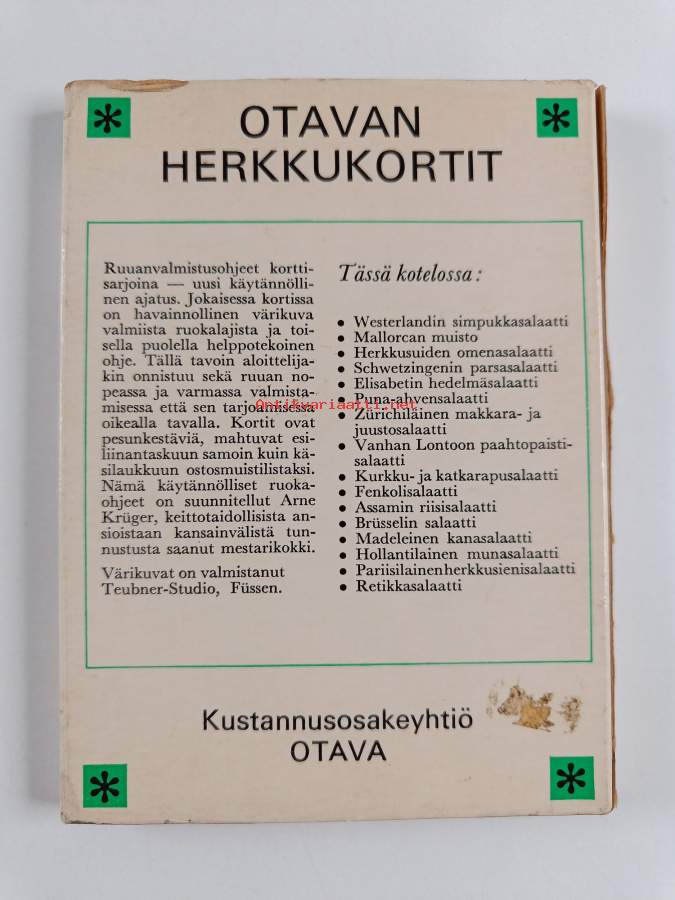 OTAVAN
HERKKUKORTIT
Ruuanvalmistusohjeet kortti-
sarjoina — uusi käytännölli-
nen ajatus. Jokaisessa kortissa
on havainnollinen värikuva
valmiista ruokalajista ja toi-
sella puolella helppotekoinen
ohje. Tällä tavoin aloittelija-
kin onnistuu sekä ruuan no-
peassa ja varmassa valmista-
misessa että sen tarjoamisessa
oikealla tavalla. Kortit ovat
pesunkestäviä, mahtuvat esi-
liinantaskuun samoin kuin kä-
silaukkuun ostosmuistilistaksi.
Nämä käytännölliset ruoka-
ohjeet on suunnitellut Arne
Krüger, keittotaidollisista an-
sioistaan kansainvälistä tun-
nustusta saanut mestarikokki.
Värikuvat on valmistanut
Teubner-Studio, Füssen.
Tässä kotelossa:
• Westerlandin simpukkasalaatti
• Mallorcan muisto
• Herkkusuiden omenasalaatti
• Schwetzingenin parsasalaatti
• Elisabetin hedelmäsalaatti
• Puna-ahvensalaatti
• Zürichiläinen makkara- ja
juustosalaatti
• Vanhan Lontoon paahtopaisti-
salaatti
• Kurkku- ja katkarapusalaatti
• Fenkolisalaatti
• Assamin riisisalaatti
• Brüsselin salaatti
• Madeleinen kanasalaatti
• Hollantilainen munasalaatti
• Pariisilainen herkkusienisalaatti
• Retikkasalaatti
Antikvariaatti.net
Kustannusosakeyhtiö
OTAVA